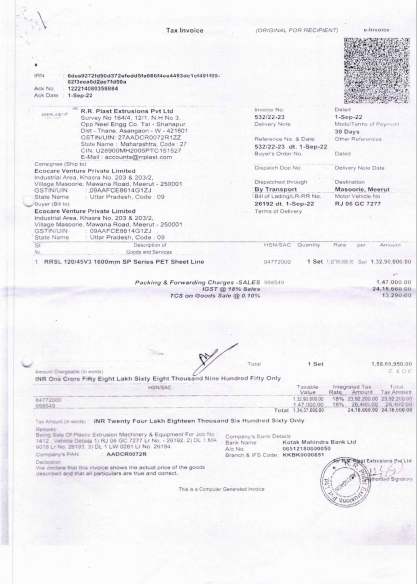 Tax Invoice
(ORIGINAL FOR RECIPIENT)
e-Invoice
Ack No. : 122214080358884
Ack Date : 1-Sep-22
R.R. Plast Extrusions Pvt Ltd
Survey No 164/4, 12/1, N.H No 3,
Opp Neel Engg Co. Tal - Shahapur,
Dist - Thane, Asangaon - W - 421601
GSTIN/UIN: 27AADCR0072R1ZZ
State Name : Maharashtra, Code : 27
CIN: U28900MH2005PTC151527
E-Mail : accounts@rrplast.com
Invoice No.
532/22-23
Dated
1-Sep-22
Delivery Note
Mode/Terms of Payment
30 Days
Reference No. & Date
532/22-23 dt. 1-Sep-22
Other References
Buyer's Order No.
Dated
Dispatch Doc No.
Delivery Note Date
Dispatched through
By Transport
Destination
Masoorie, Meerut
Bill of Lading/LR-RR No.
26192 dt. 1-Sep-22
Motor Vehicle No.
RJ 06 GC 7277
Terms of Delivery
Consignee (Ship to)
Ecocare Venture Private Limited
Industrial Area, Khasra No. 203 & 203/2,
Village Masoorie, Mawana Road, Meerut - 250001
GSTIN/UIN : 09AAFCE8614G1ZJ
State Name : Uttar Pradesh, Code : 09
Buyer (Bill to)
Ecocare Venture Private Limited
Industrial Area, Khasra No. 203 & 203/2,
Village Masoorie, Mawana Road, Meerut - 250001
GSTIN/UIN : 09AAFCE8614G1ZJ
State Name : Uttar Pradesh, Code : 09
Sl No. Description of Goods and Services HSN/SAC Quantity Rate per Amount
1 RRSL 120/45V3 1600mm SP Series PET Sheet Line 84772000 1 Set 1,32,90,000.00 Set 1,32,90,000.00
Packing & Forwarding Charges -SALES 998549 1,47,000.00
IGST @ 18% Sales 24,18,660.00
TCS on Goods Sale @ 0.10% 13,290.00
Total 1 Set 1,58,68,950.00
Amount Chargeable (in words) E. & O.E
INR One Crore Fifty Eight Lakh Sixty Eight Thousand Nine Hundred Fifty Only
HSN/SAC Taxable Value Integrated Tax Rate Amount Total Tax Amount
84772000 1,32,90,000.00 18% 23,92,200.00 23,92,200.00
998549 1,47,000.00 18% 26,460.00 26,460.00
Total 1,34,37,000.00 24,18,660.00 24,18,660.00
Tax Amount (in words) : INR Twenty Four Lakh Eighteen Thousand Six Hundred Sixty Only
Remarks:
Being Sale Of Plastic Extrusion Machinery & Equipment For Job No
1412, Vehicle Details 1) RJ 06 GC 7277 Lr No. - 26192, 2) DL 1 MA
Company's PAN : AADCR0072R
Declaration
We declare that this invoice shows the actual price of the goods
described and that all particulars are true and correct.
Company's Bank Details
Bank Name : Kotak Mahindra Bank Ltd
A/c No. : 06512180000050
Branch & IFS Code : KKBK0000651
for R.R. Plast Extrusions Pvt Ltd
Authorised Signatory
This is a Computer Generated Invoice